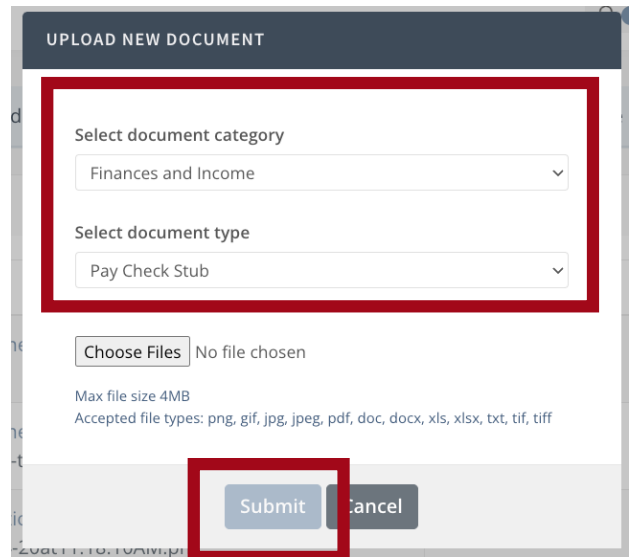 UPLOAD NEW DOCUMENT
Select document category
Finances and Income
Select document type
Pay Check Stub
Choose Files No file chosen
Max file size 4MB
Accepted file types: png, gif, jpg, jpeg, pdf, doc, docx, xls, xlsx, txt, tif, tiff
Submit Cancel